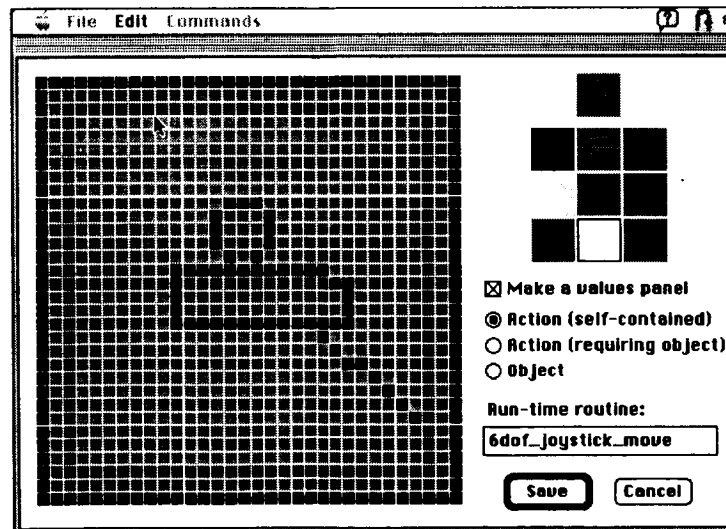 File Edit Commands
Make a values panel
Action (self-contained)
Action (requiring object)
Object
Run-time routine:
6dof_joystick_move
Save Cancel